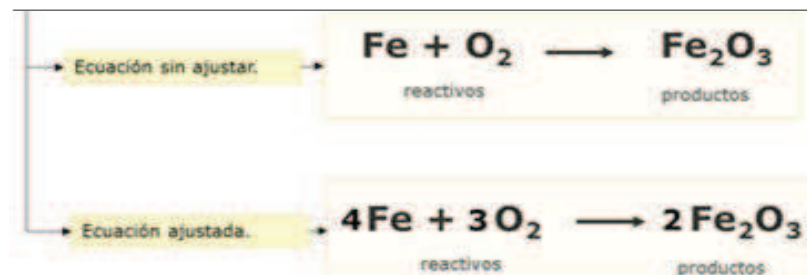 Ecuación sin ajustar.
Fe + O₂ → Fe₂O₃
reactivos productos
Ecuación ajustada.
4Fe + 3O₂ → 2Fe₂O₃
reactivos productos